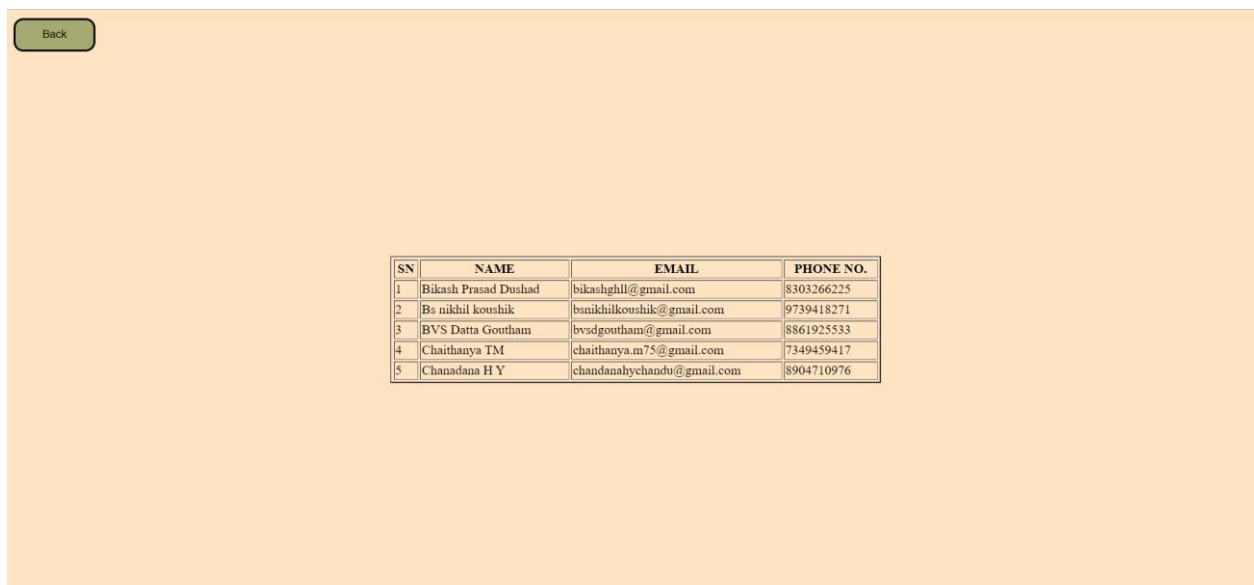 Back
SN NAME EMAIL PHONE NO.
1 Bikash Prasad Dushad bikashghll@gmail.com 8303266225
2 Bs nikhil koushik bsnikhilkoushik@gmail.com 9739418271
3 BVS Datta Goutham bvsdgoutham@gmail.com 8861925533
4 Chaithanya TM chaithanya.m75@gmail.com 7349459417
5 Chanadana H Y chandanahychandu@gmail.com 8904710976